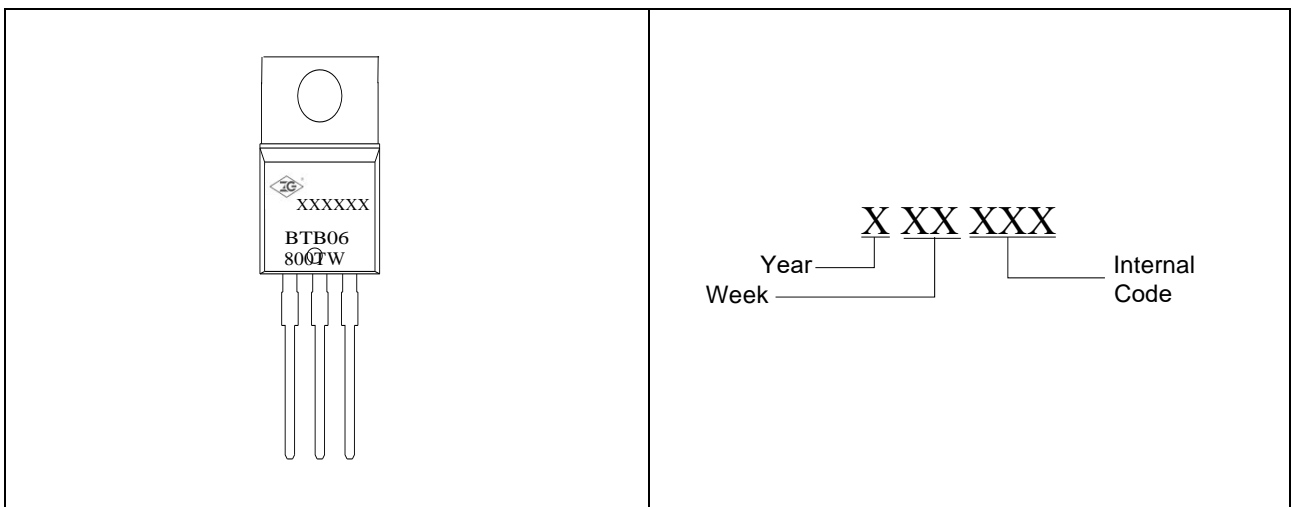 XXXXXX
BTB06
800TW
X XX XXX
Year
Week
Internal
Code